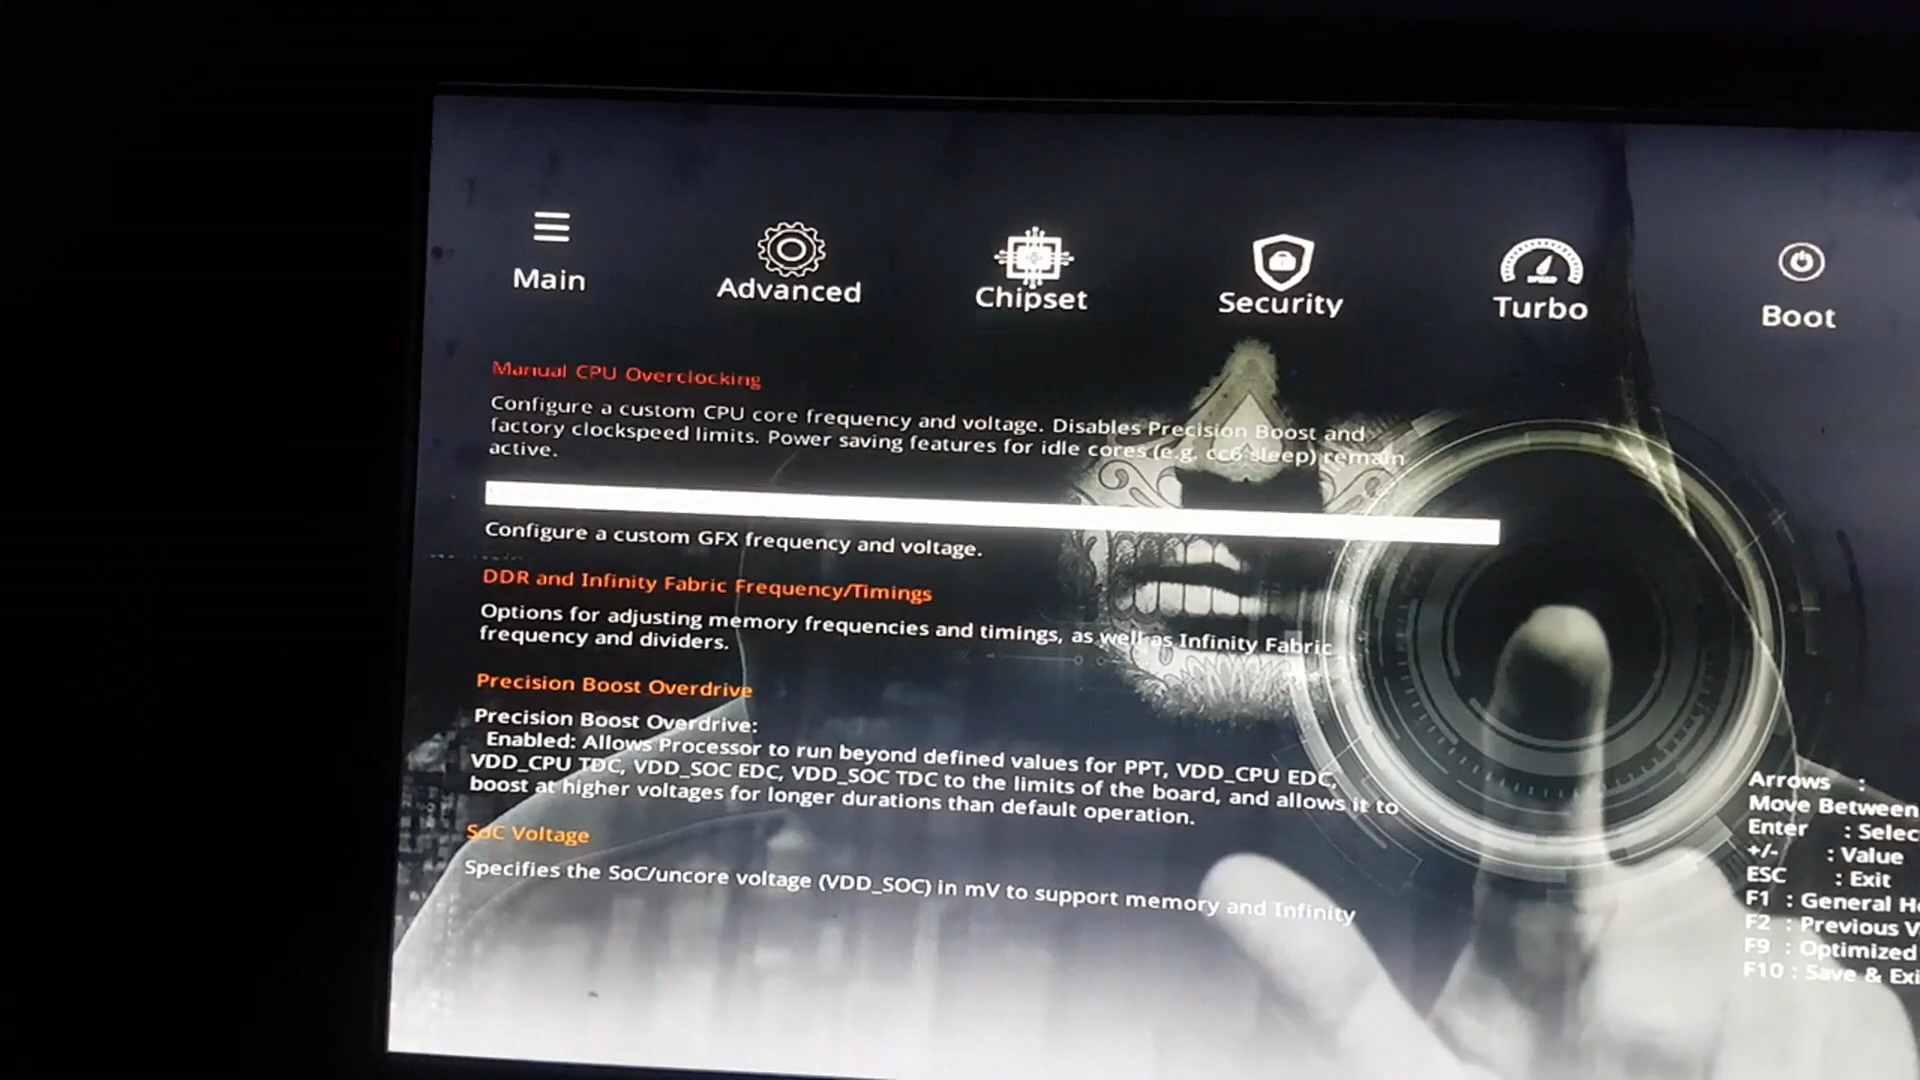 Main
Advanced
Chipset
Security
Turbo
Boot
Manual CPU Overclocking
Configure a custom CPU core frequency and voltage. Disables Precision Boost and
factory clockspeed limits. Power saving features for idle cores (e.g. cc6 sleep) remain
active.
Configure a custom GFX frequency and voltage.
DDR and Infinity Fabric Frequency/Timings
Options for adjusting memory frequencies and timings, as well as Infinity Fabric
frequency and dividers.
Precision Boost Overdrive
Precision Boost Overdrive:
Enabled: Allows Processor to run beyond defined values for PPT, VDD_CPU EDC,
VDD_CPU TDC, VDD_SOC EDC, VDD_SOC TDC to the limits of the board, and allows it to
boost at higher voltages for longer durations than default operation.
SoC Voltage
Specifies the SoC/uncore voltage (VDD_SOC) in mV to support memory and Infinity
Arrows :
Move Between
Enter : Selec
+/- : Value
ESC : Exit
F1 : General H
F2 : Previous V
F9 : Optimized
F10 : Save & Exi